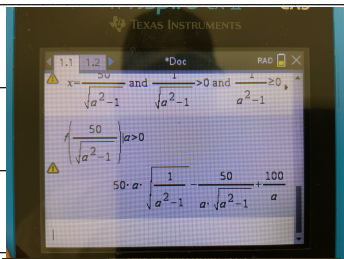 TEXAS INSTRUMENTS
1.1 1.2 *Doc RAD
x= 50/√(a²-1) and 1/√(a²-1) >0 and 1/(a²-1) ≥0,
f(50/√(a²-1))|a>0
50·a·√(1/(a²-1)) - 50/(a·√(a²-1)) + 100/a